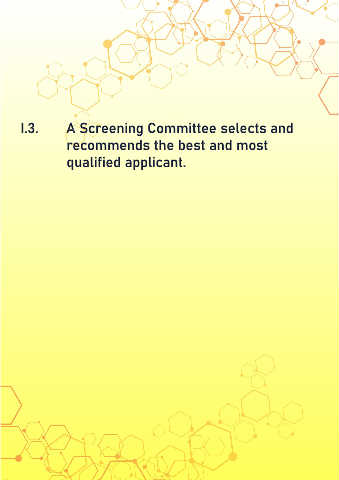 I.3. A Screening Committee selects and
recommends the best and most
qualified applicant.